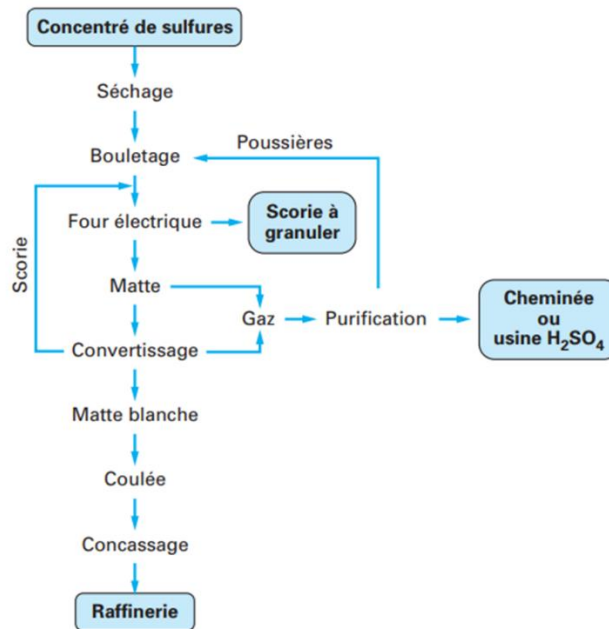 Concentré de sulfures
Séchage
Poussières
Bouletage
Four électrique
Scorie à
granuler
Scorie
Matte
Gaz
Purification
Cheminée
ou
usine H₂SO₄
Convertissage
Matte blanche
Coulée
Concassage
Raffinerie